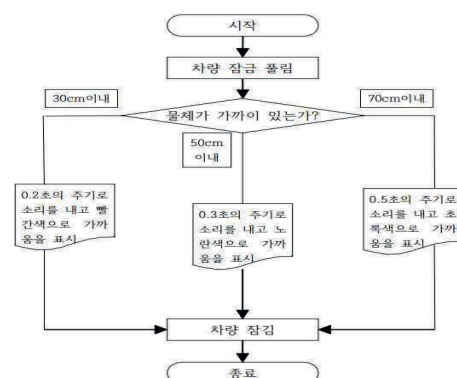 시작
차량 잠금 풀림
30cm이내
물체가 가까이 있는가?
70cm이내
50cm
이내
0.2초의 주기로
소리를 내고 빨
간색으로 가까
움을 표시
0.3초의 주기로
소리를 내고 노
란색으로 가까
움을 표시
0.5초의 주기로
소리를 내고 초
록색으로 가까
움을 표시
차량 잠김
종료